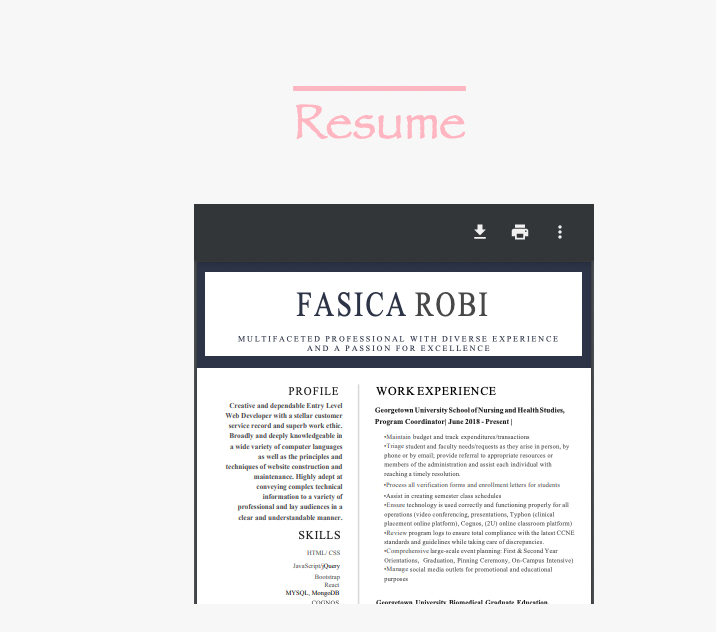 Resume
FASICA ROBI
MULTIFACETED PROFESSIONAL WITH DIVERSE EXPERIENCE
AND A PASSION FOR EXCELLENCE
PROFILE
Creative and dependable Entry Level
Web Developer with a stellar customer
service record and superb work ethic.
Broadly and deeply knowledgeable in
a wide variety of computer languages
as well as the principles and
techniques of website construction and
maintenance. Highly adept at
conveying complex technical
information to a variety of
professional and lay audiences in a
clear and understandable manner.
SKILLS
HTML/ CSS
JavaScript/jQuery
Bootstrap
React
MYSQL, MongoDB
COGNOS
WORK EXPERIENCE
Georgetown University School of Nursing and Health Studies,
Program Coordinator| June 2018 - Present |
•Maintain budget and track expenditures/transactions
•Triage student and faculty needs/requests as they arise in person, by
phone or by email; provide referral to appropriate resources or
members of the administration and assist each individual with
reaching a timely resolution.
•Process all verification forms and enrollment letters for students
•Assist in creating semester class schedules
•Ensure technology is used correctly and functioning properly for all
operations (video conferencing, presentations, Typhon (clinical
placement online platform), Cognos, (2U) online classroom platform)
•Review program logs to ensure total compliance with the latest CCNE
standards and guidelines while taking care of discrepancies.
•Comprehensive large-scale event planning: First & Second Year
Orientations, Graduation, Pinning Ceremony, On-Campus Intensive)
•Manage social media outlets for promotional and educational
purposes
Georgetown University Biomedical Graduate Education